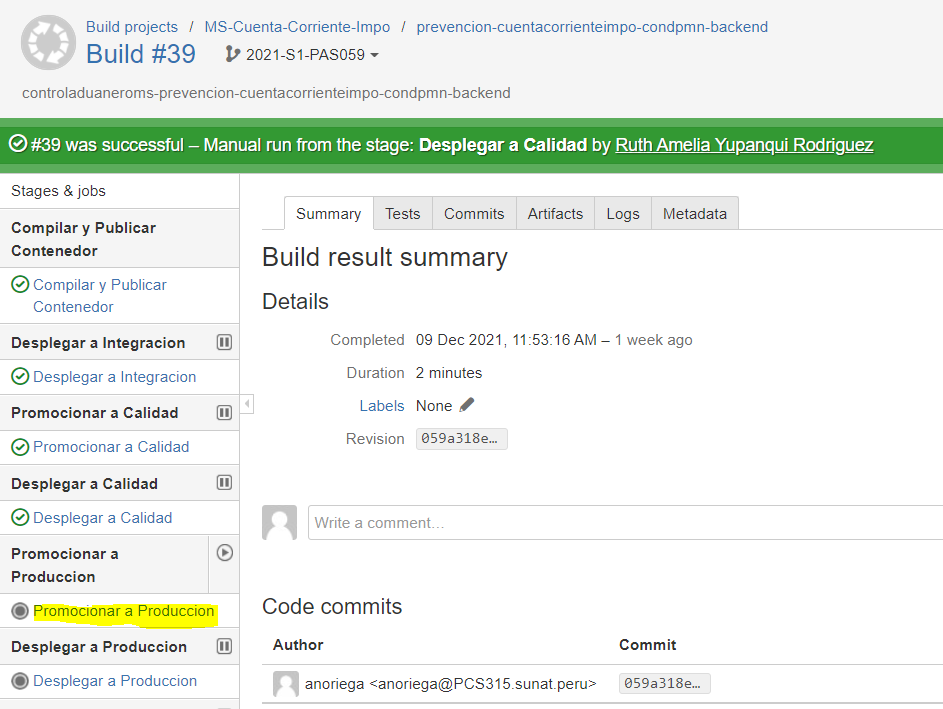 Build projects / MS-Cuenta-Corriente-Impo / prevencion-cuentacorrienteimpo-condpmn-backend
Build #39 2021-S1-PAS059
controladuaneroms-prevencion-cuentacorrienteimpo-condpmn-backend
#39 was successful – Manual run from the stage: Desplegar a Calidad by Ruth Amelia Yupanqui Rodriguez
Stages & jobs
Compilar y Publicar
Contenedor
Compilar y Publicar
Contenedor
Desplegar a Integracion
Desplegar a Integracion
Promocionar a Calidad
Promocionar a Calidad
Desplegar a Calidad
Desplegar a Calidad
Promocionar a
Produccion
Promocionar a Produccion
Desplegar a Produccion
Desplegar a Produccion
Summary Tests Commits Artifacts Logs Metadata
Build result summary
Details
Completed 09 Dec 2021, 11:53:16 AM – 1 week ago
Duration 2 minutes
Labels None
Revision 059a318e…
Write a comment…
Code commits
Author Commit
anoriega <anoriega@PCS315.sunat.peru> 059a318e…